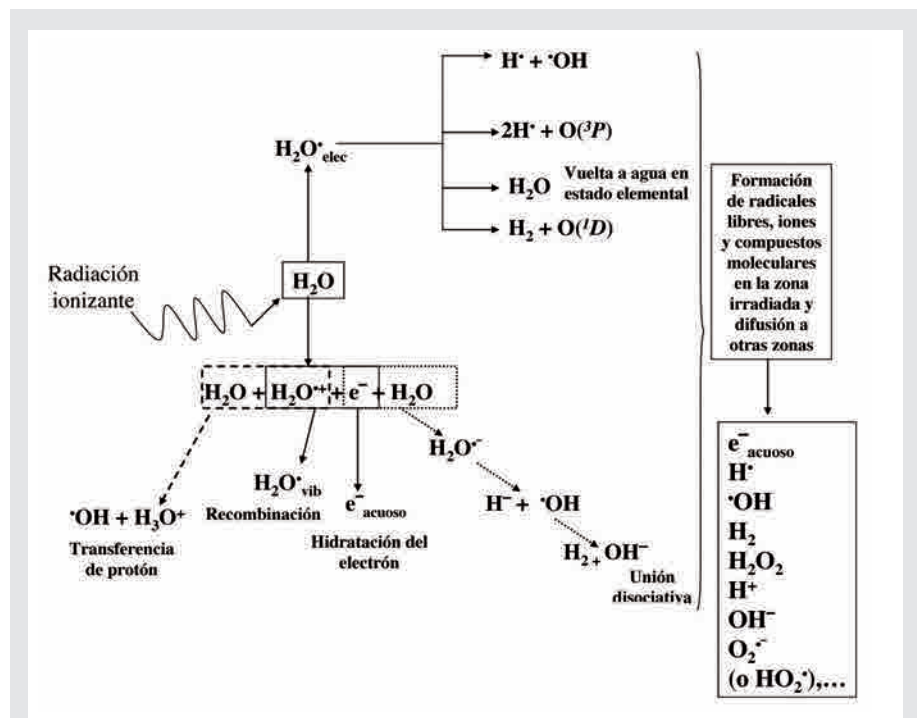 H• + •OH
2H• + O(³P)
H₂O•elec
H₂O Vuelta a agua en
estado elemental
H₂ + O(¹D)
Radiación
ionizante
H₂O
H₂O + H₂O•+ + e⁻ + H₂O
H₂O•⁻
H₂O•vib
Recombinación
e⁻acuoso
Hidratación del
electrón
•OH + H₃O⁺
Transferencia
de protón
H⁻ + •OH
H₂ + OH⁻
Unión
disociativa
Formación
de radicales
libres, iones
y compuestos
moleculares
en la zona
irradiada y
difusión a
otras zonas
e⁻acuoso
H•
•OH
H₂
H₂O₂
H⁺
OH⁻
O₂•⁻
(o HO₂•),...